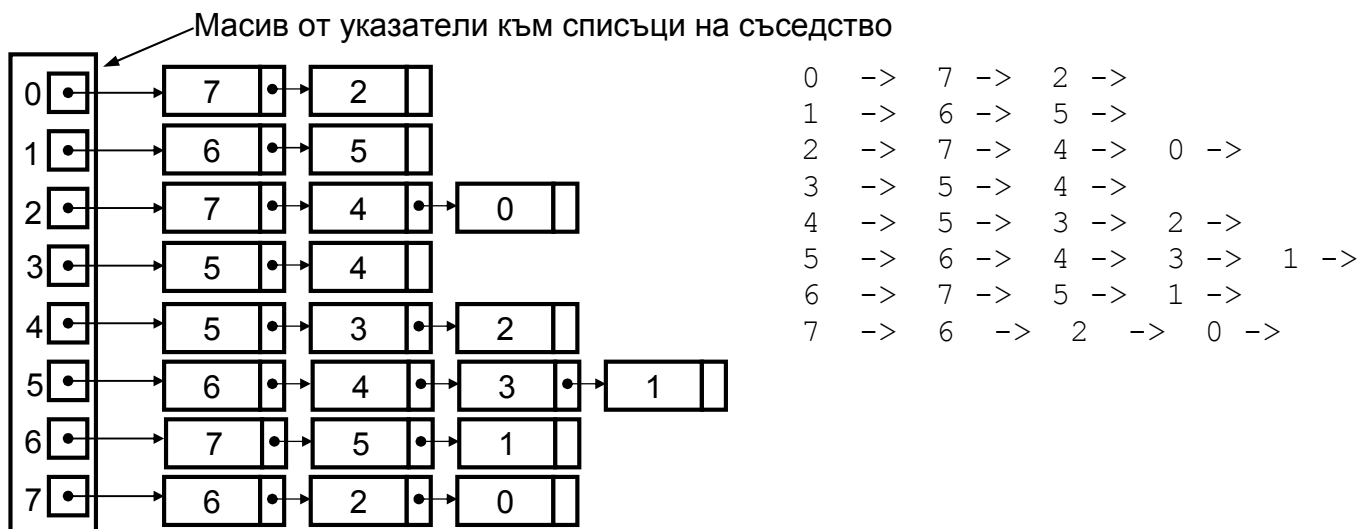 Масив от указатели към списъци на съседство
0 7 2
1 6 5
2 7 4 0
3 5 4
4 5 3 2
5 6 4 3 1
6 7 5 1
7 6 2 0
0 -> 7 -> 2 ->
1 -> 6 -> 5 ->
2 -> 7 -> 4 -> 0 ->
3 -> 5 -> 4 ->
4 -> 5 -> 3 -> 2 ->
5 -> 6 -> 4 -> 3 -> 1 ->
6 -> 7 -> 5 -> 1 ->
7 -> 6 -> 2 -> 0 ->